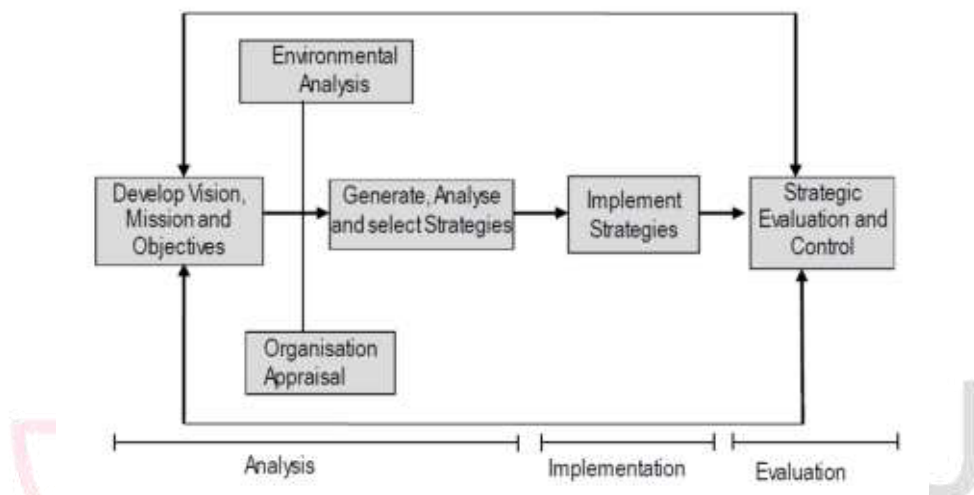 Environmental
Analysis
Develop Vision,
Mission and
Objectives
Generate, Analyse
and select Strategies
Implement
Strategies
Strategic
Evaluation and
Control
Organisation
Appraisal
Analysis
Implementation
Evaluation